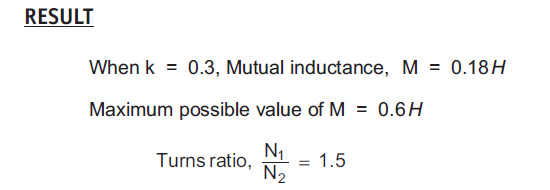 RESULT
When k = 0.3, Mutual inductance, M = 0.18H
Maximum possible value of M = 0.6H
Turns ratio, N₁/N₂ = 1.5